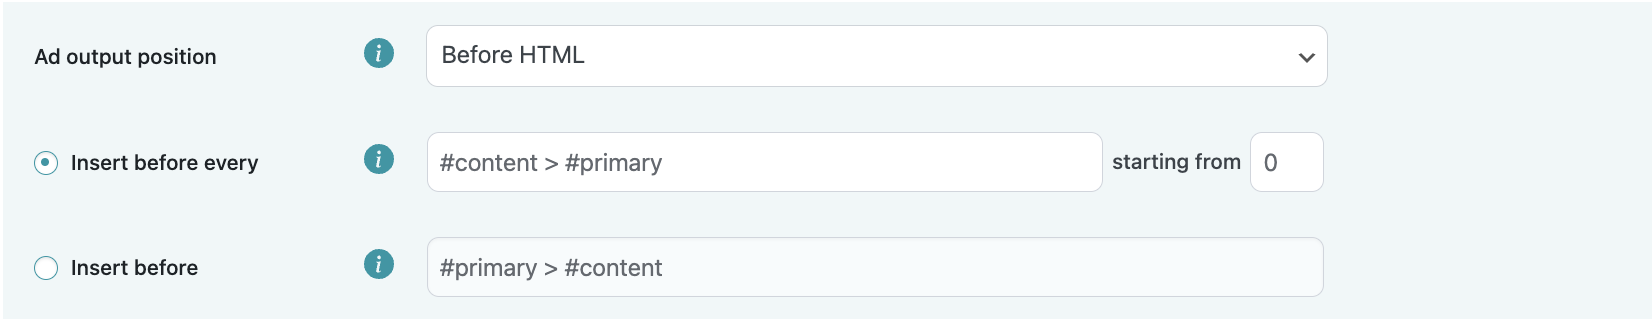 Ad output position i Before HTML
Insert before every i #content > #primary starting from 0
Insert before i #primary > #content